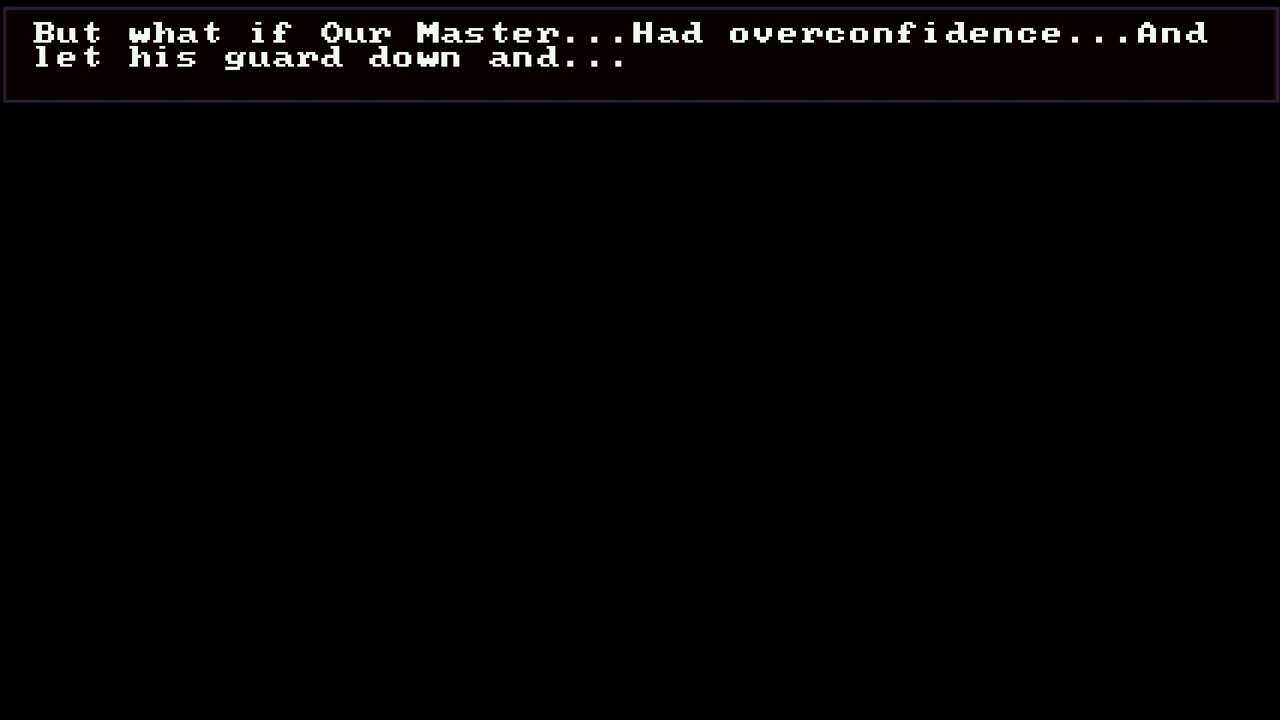 But what if Our Master...Had overconfidence...And
let his guard down and...